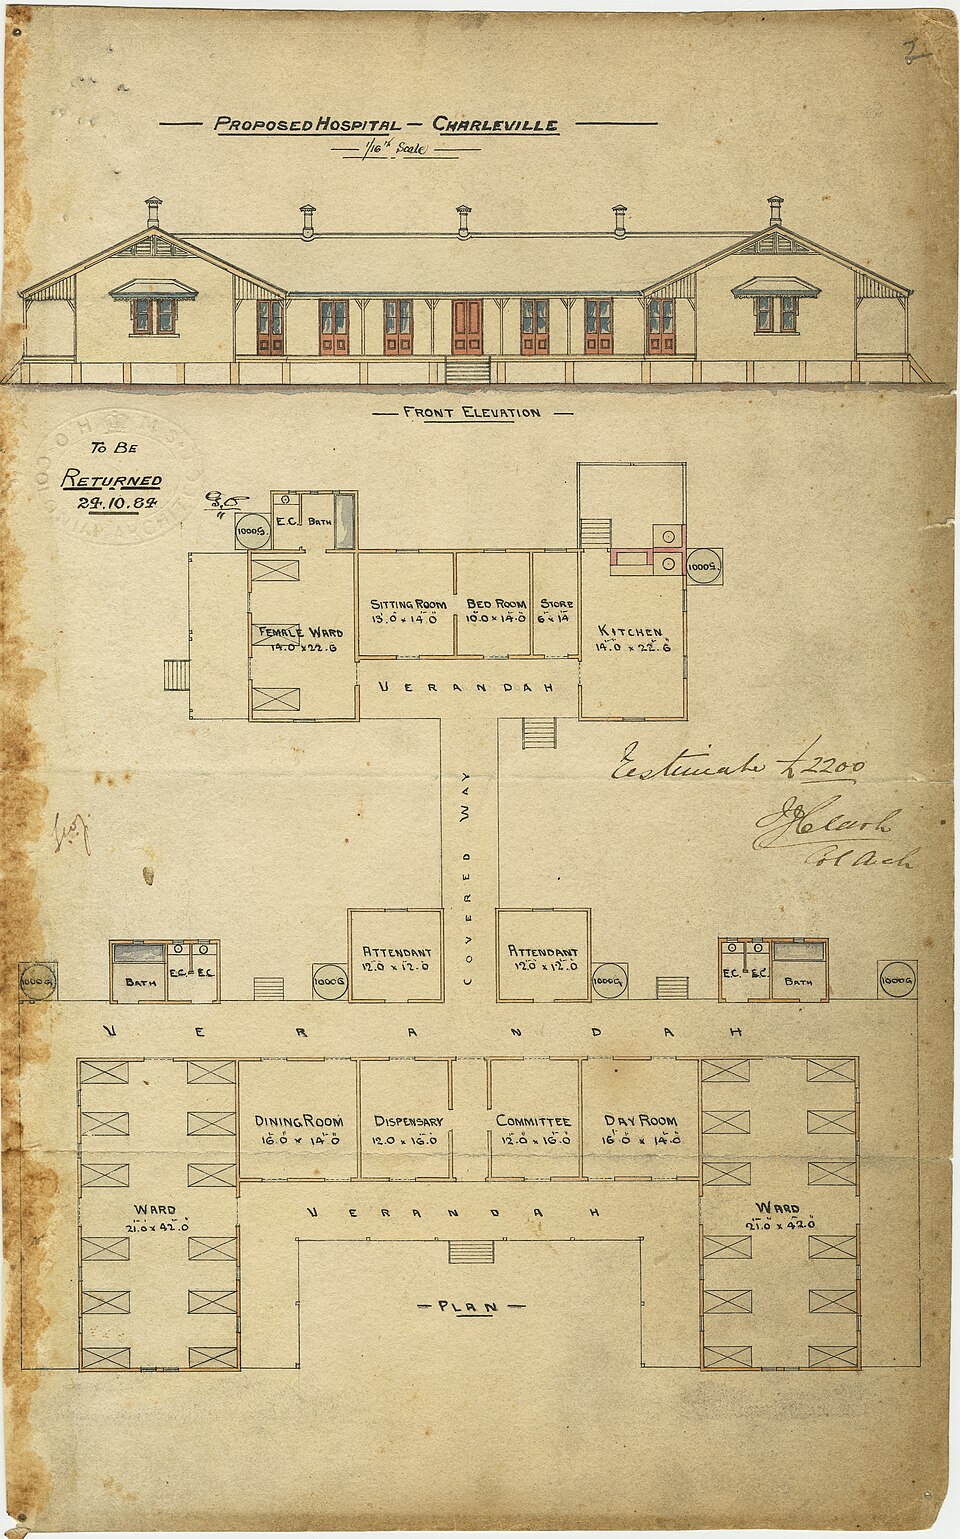 7
PROPOSED HOSPITAL — CHARLEVILLE
1/16th Scale
FRONT ELEVATION
TO BE
RETURNED
24.10.84
E.C. BATH
1000G.
1000G.
SITTING ROOM
13.0 x 14.0
BED ROOM
10.0 x 14.0
STORE
6 x 14
FEMALE WARD
14.0 x 22.6
KITCHEN
14.0 x 22.6
VERANDAH
Eestimate £2200
COVERED WAY
Col Arch
ATTENDANT
12.0 x 12.0
ATTENDANT
12.0 x 12.0
1000G
BATH
E.C. E.C.
1000G
1000G
E.C. E.C.
BATH
1000G
VERANDAH
DINING ROOM
16.0 x 14.0
DISPENSARY
12.0 x 16.0
COMMITTEE
12.0 x 16.0
DAY ROOM
16.0 x 14.0
WARD
21.0 x 42.0
WARD
21.0 x 42.0
VERANDAH
— PLAN —